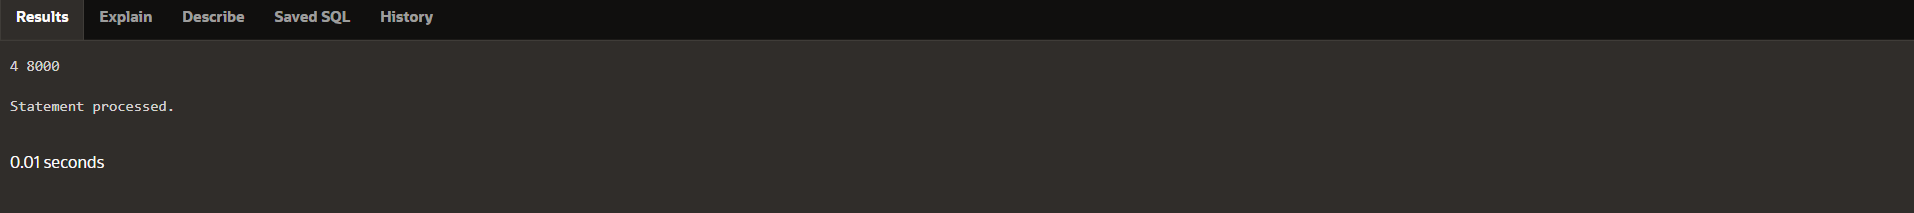 Results Explain Describe Saved SQL History
4 8000
Statement processed.
0.01 seconds